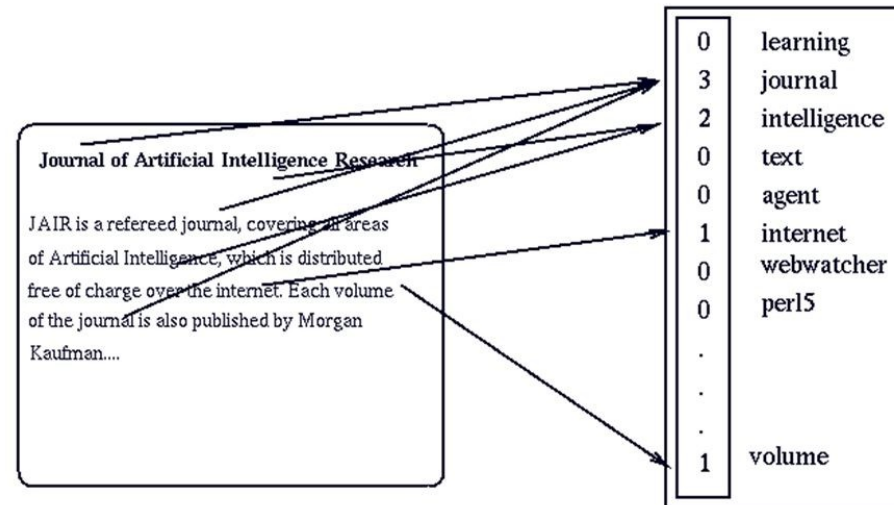 Journal of Artificial Intelligence Research
JAIR is a refereed journal, covering all areas
of Artificial Intelligence, which is distributed
free of charge over the internet. Each volume
of the journal is also published by Morgan
Kaufman....
0 learning
3 journal
2 intelligence
0 text
0 agent
1 internet
0 webwatcher
0 perl5
.
.
.
1 volume